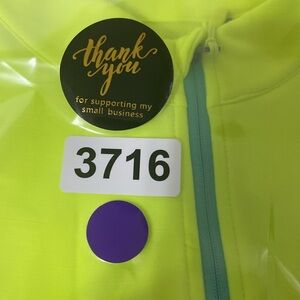 thank
you
for supporting my
small business
3716